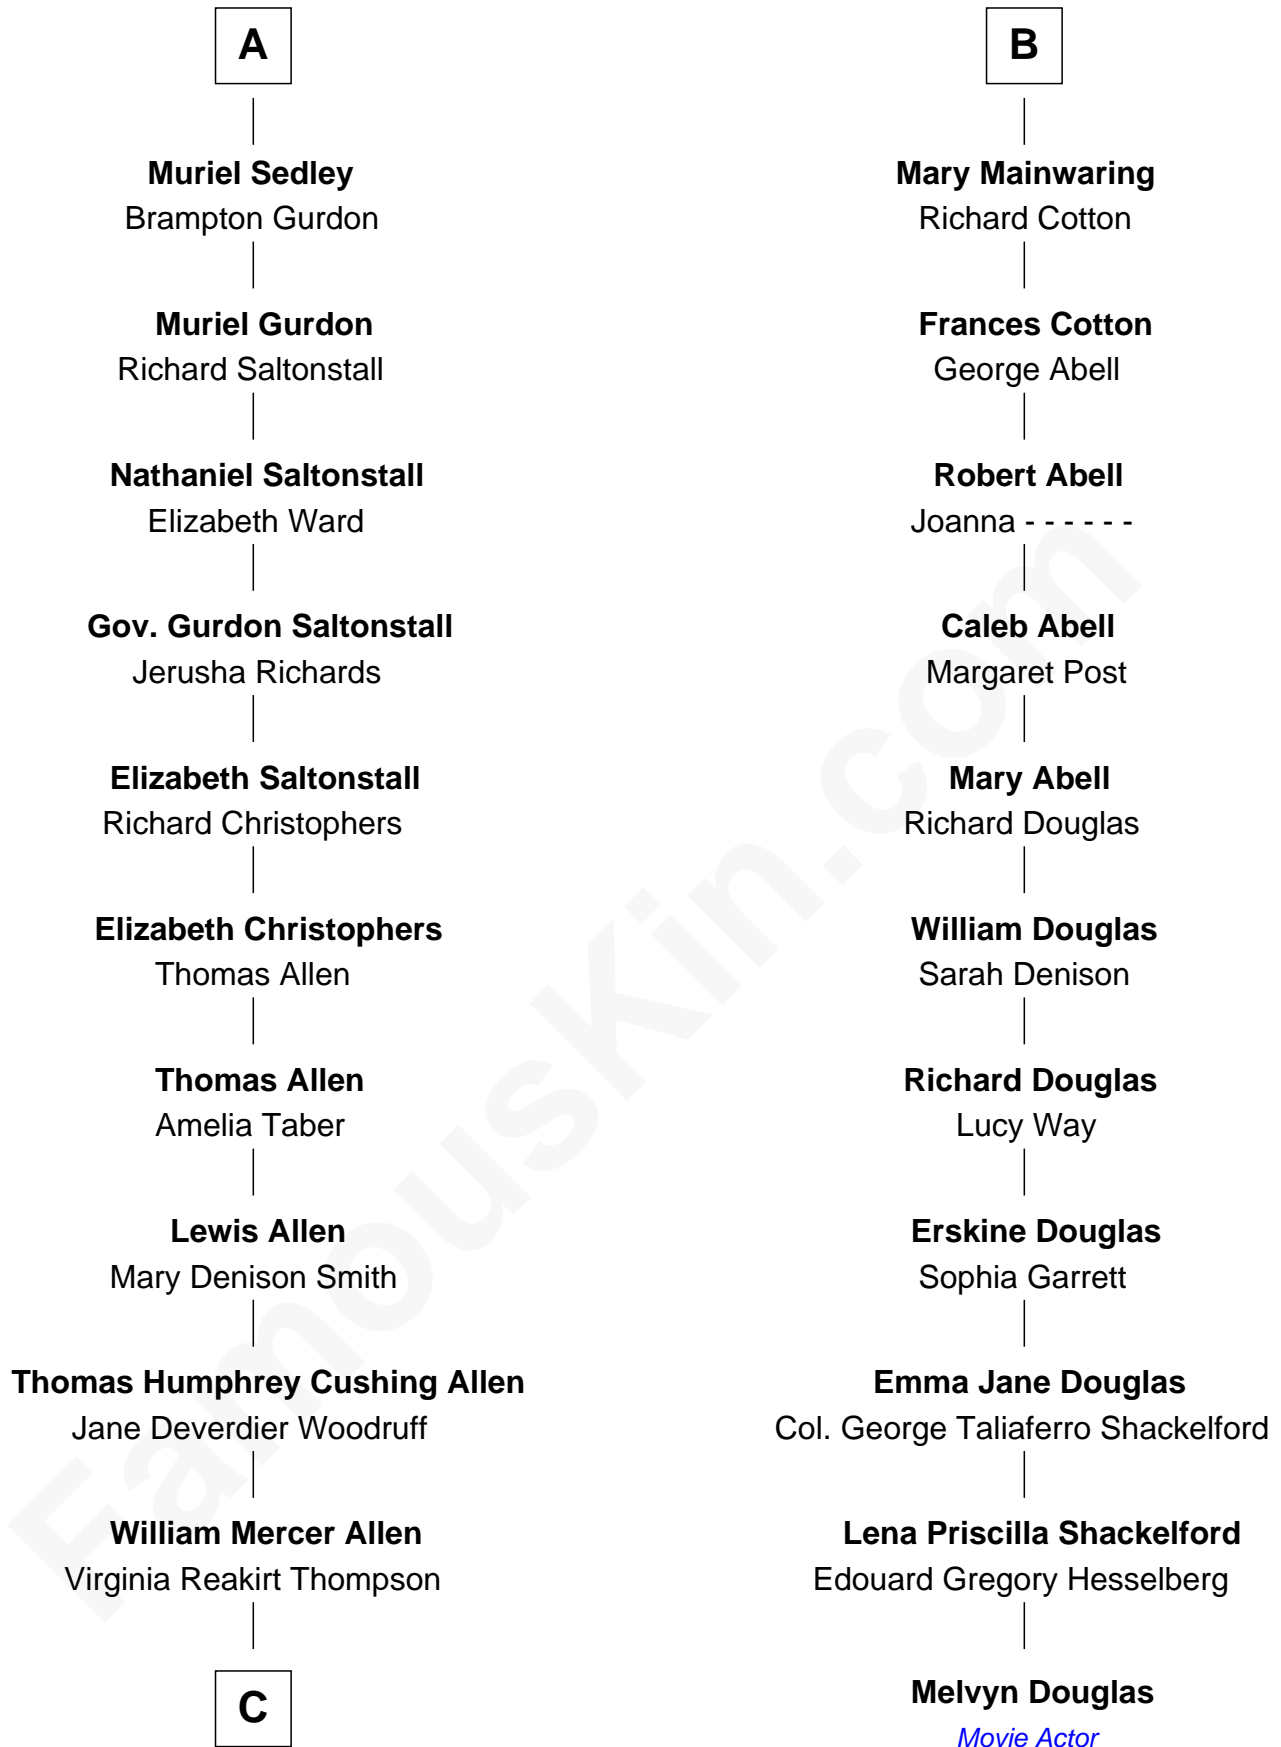 A
Muriel Sedley
Brampton Gurdon
Muriel Gurdon
Richard Saltonstall
Nathaniel Saltonstall
Elizabeth Ward
Gov. Gurdon Saltonstall
Jerusha Richards
Elizabeth Saltonstall
Richard Christophers
Elizabeth Christophers
Thomas Allen
Thomas Allen
Amelia Taber
Lewis Allen
Mary Denison Smith
Thomas Humphrey Cushing Allen
Jane Deverdier Woodruff
William Mercer Allen
Virginia Reakirt Thompson
C
B
Mary Mainwaring
Richard Cotton
Frances Cotton
George Abell
Robert Abell
Joanna - - - - - -
Caleb Abell
Margaret Post
Mary Abell
Richard Douglas
William Douglas
Sarah Denison
Richard Douglas
Lucy Way
Erskine Douglas
Sophia Garrett
Emma Jane Douglas
Col. George Taliaferro Shackelford
Lena Priscilla Shackelford
Edouard Gregory Hesselberg
Melvyn Douglas
Movie Actor
FamousKin.com